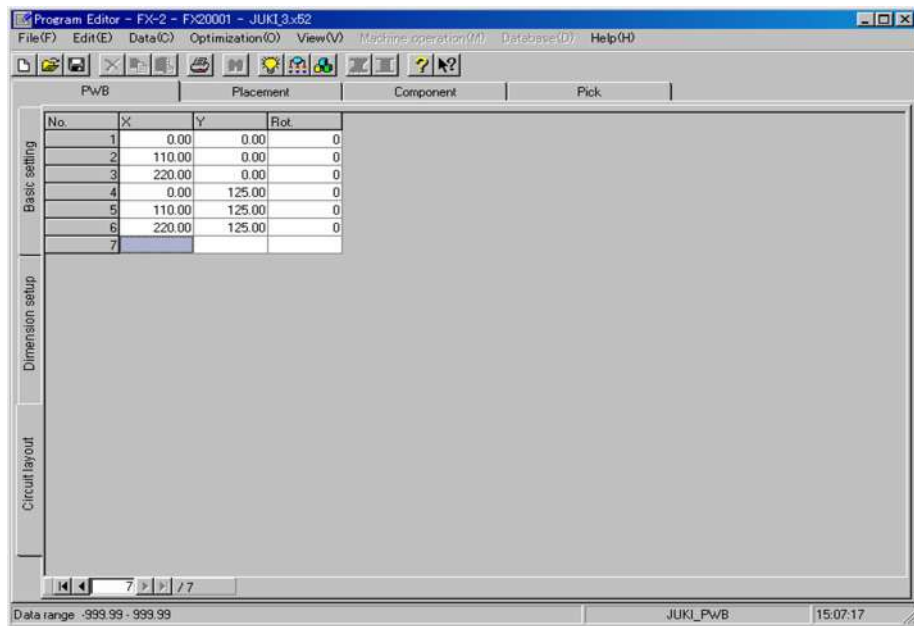 Program Editor - FX-2 - FX20001 - JUKI_3.x52
File(F) Edit(E) Data(C) Optimization(O) View(V) Machine operation(M) Database(D) Help(H)
PWB Placement Component Pick
Basic setting
Dimension setup
Circuit layout
No. X Y Rot.
1 0.00 0.00 0
2 110.00 0.00 0
3 220.00 0.00 0
4 0.00 125.00 0
5 110.00 125.00 0
6 220.00 125.00 0
7
7 / 7
Data range -999.99 - 999.99 JUKI_PWB 15:07:17